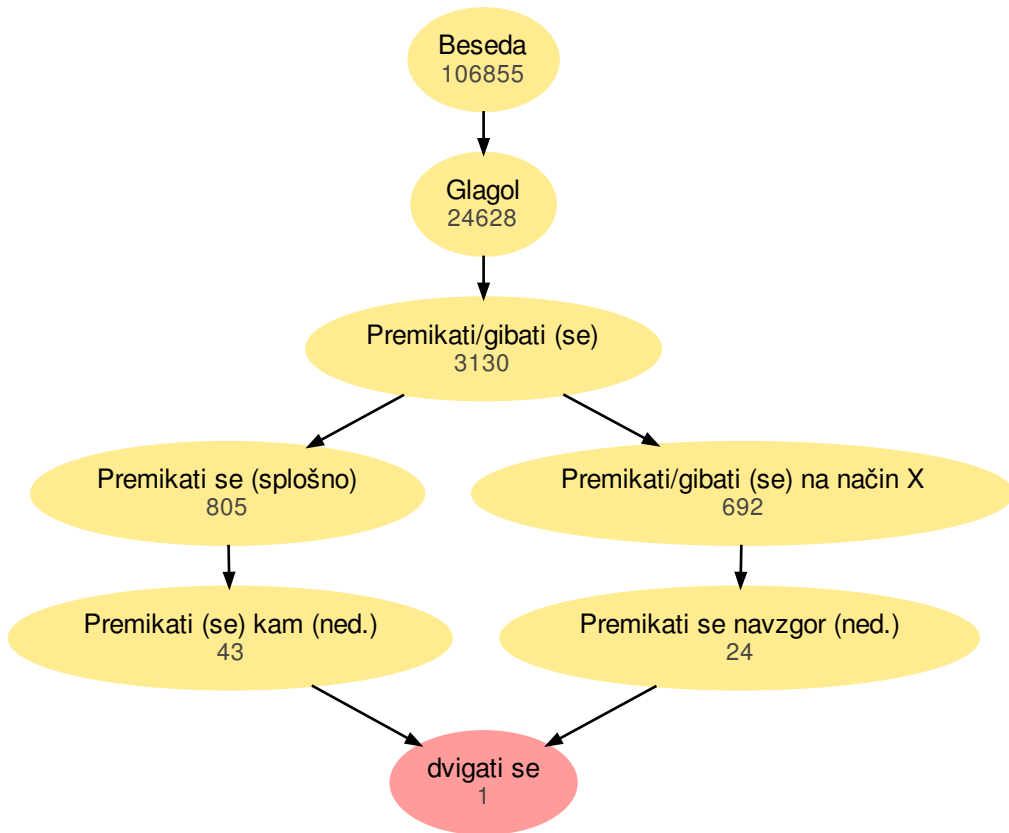 Beseda
106855
Glagol
24628
Premikati/gibati (se)
3130
Premikati se (splošno)
805
Premikati/gibati (se) na način X
692
Premikati (se) kam (ned.)
43
Premikati se navzgor (ned.)
24
dvigati se
1